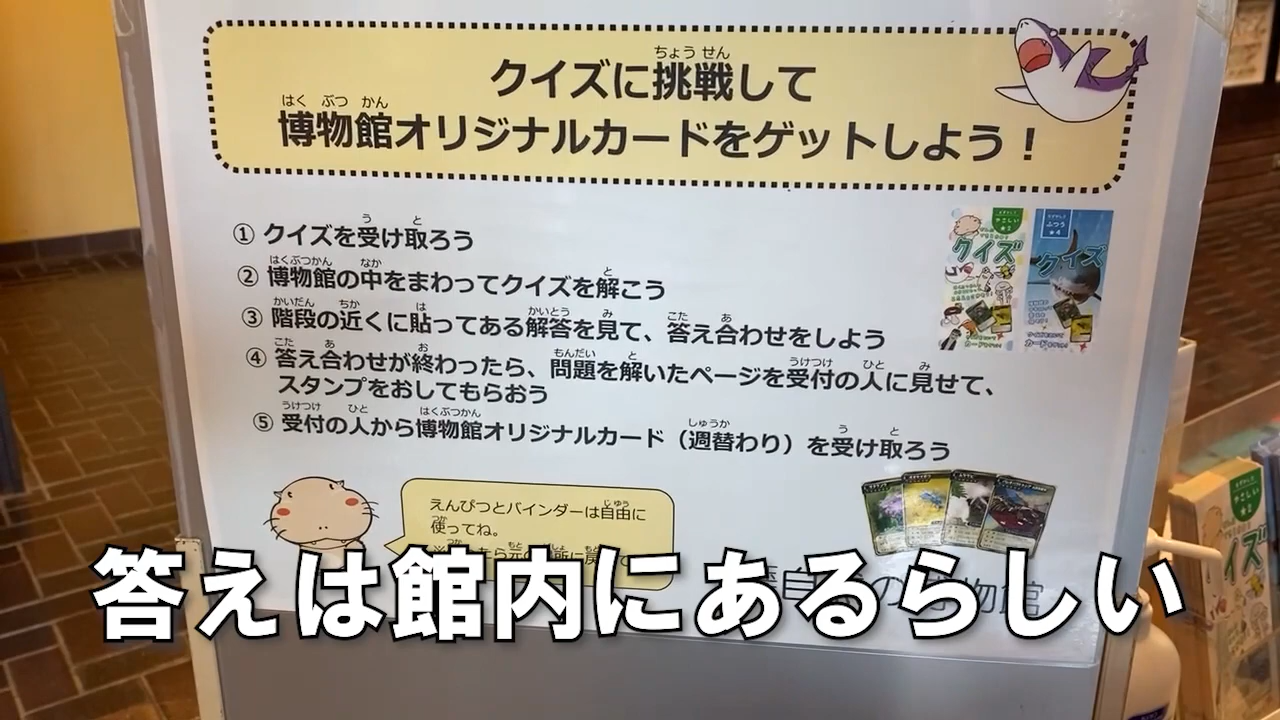 クイズに挑戦して
博物館オリジナルカードをゲットしよう！
① クイズを受け取ろう
② 博物館の中をまわってクイズを解こう
③ 階段の近くに貼ってある解答を見て、答え合わせをしよう
④ 答え合わせが終わったら、問題を解いたページを受付の人に見せて、
スタンプをおしてもらおう
⑤ 受付の人から博物館オリジナルカード（週替わり）を受け取ろう
やさしい
クイズ
ふつう
クイズ
えんぴつとバインダーは自由に
使ってね。
答えは館内にあるらしい